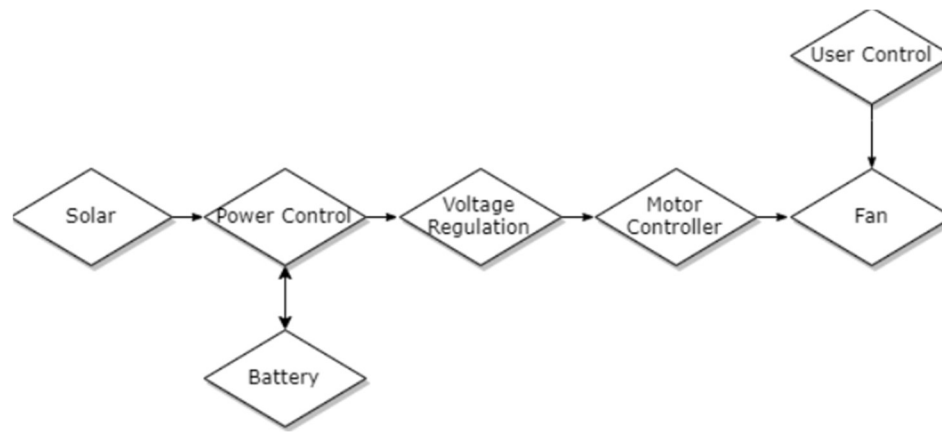 User Control
Solar
Power Control
Voltage
Regulation
Motor
Controller
Fan
Battery